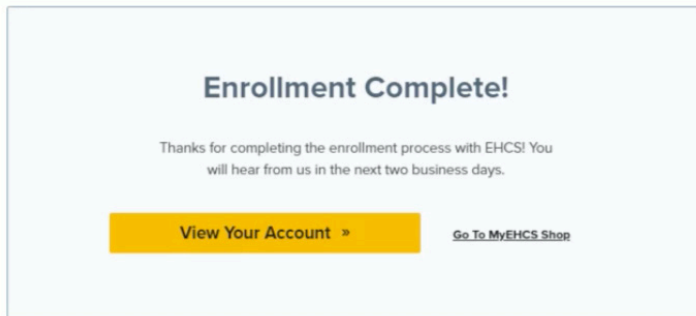 Enrollment Complete!
Thanks for completing the enrollment process with EHCS! You
will hear from us in the next two business days.
View Your Account »
Go To MyEHCS Shop